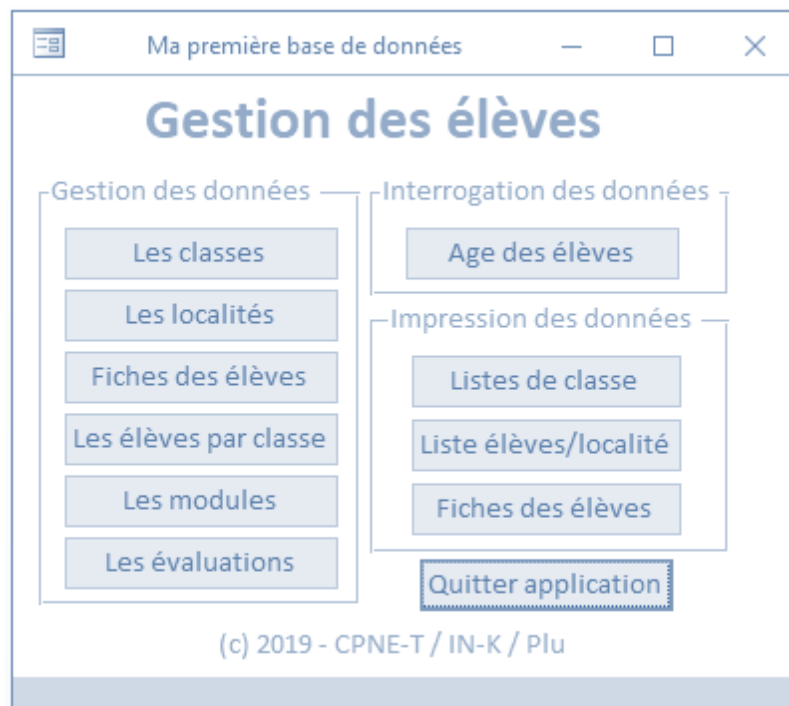 Ma première base de données
Gestion des élèves
Gestion des données
Les classes
Les localités
Fiches des élèves
Les élèves par classe
Les modules
Les évaluations
Interrogation des données
Age des élèves
Impression des données
Listes de classe
Liste élèves/localité
Fiches des élèves
Quitter application
(c) 2019 - CPNE-T / IN-K / Plu